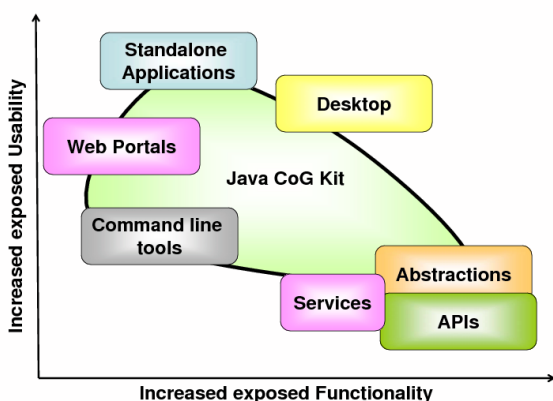 Standalone
Applications
Desktop
Web Portals
Java CoG Kit
Command line
tools
Abstractions
Services
APIs
Increased exposed Usability
Increased exposed Functionality